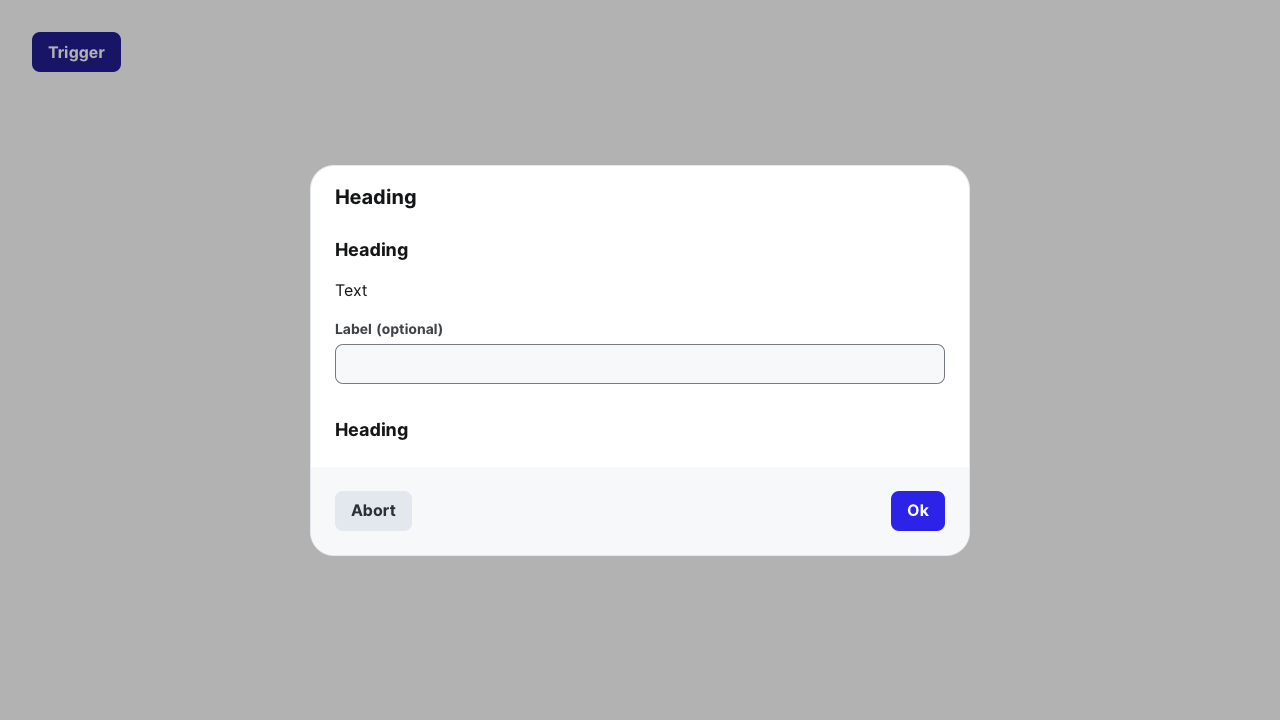 Trigger
Heading
Heading
Text
Label (optional)
Heading
Abort
Ok